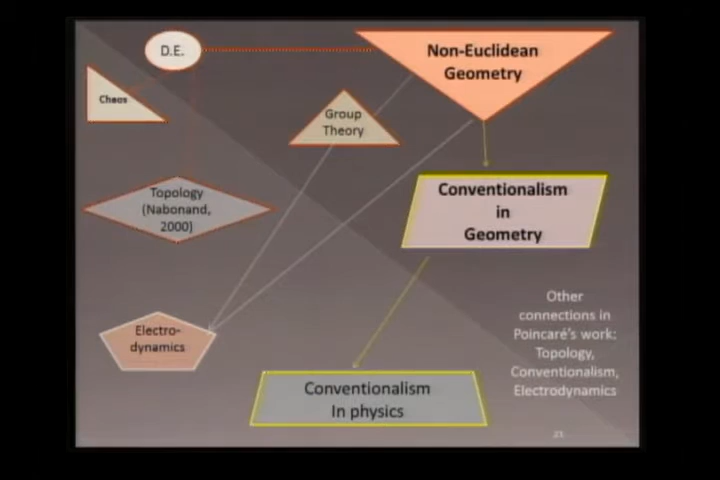 D.E.
Non-Euclidean
Geometry
Chaos
Group
Theory
Topology
(Nabonand,
2000)
Conventionalism
in
Geometry
Other
connections in
Poincaré's work:
Topology,
Conventionalism,
Electrodynamics
Electro-
dynamics
Conventionalism
In physics